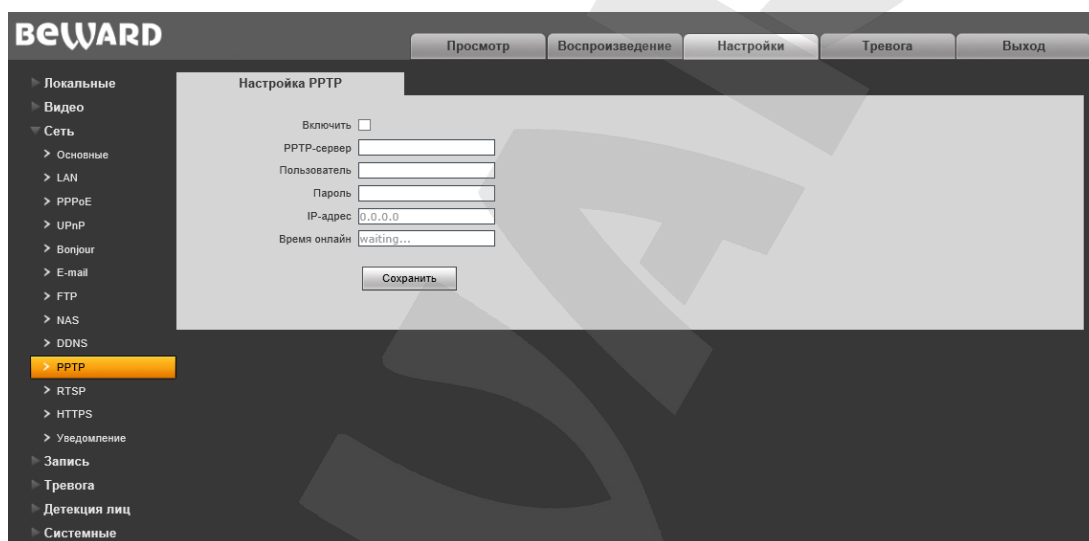 BEWARD
Просмотр
Воспроизведение
Настройки
Тревога
Выход
Локальные
Видео
Сеть
Основные
LAN
PPPoE
UPnP
Bonjour
E-mail
FTP
NAS
DDNS
PPTP
RTSP
HTTPS
Уведомление
Запись
Тревога
Детекция лиц
Системные
Настройка PPTP
Включить
PPTP-сервер
Пользователь
Пароль
IP-адрес 0.0.0.0
Время онлайн waiting...
Сохранить